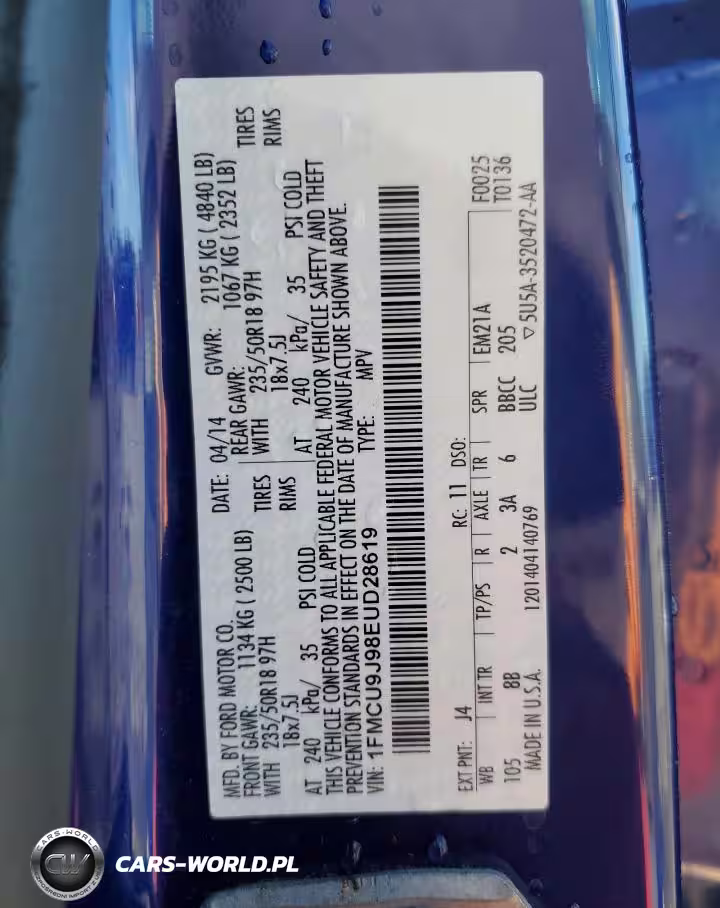 MFD. BY FORD MOTOR CO. DATE: 04/14 GVWR: 2195 KG ( 4840 LB)
FRONT GAWR: 1134 KG ( 2500 LB) REAR GAWR: 1067 KG ( 2352 LB)
WITH 235/50R18 97H TIRES WITH 235/50R18 97H TIRES
18x7.5J RIMS 18x7.5J RIMS
AT 240 kPa/ 35 PSI COLD AT 240 kPa/ 35 PSI COLD
THIS VEHICLE CONFORMS TO ALL APPLICABLE FEDERAL MOTOR VEHICLE SAFETY AND THEFT
PREVENTION STANDARDS IN EFFECT ON THE DATE OF MANUFACTURE SHOWN ABOVE.
VIN: 1FMCU9J98EUD28619 TYPE: MPV
EXT PNT: J4 RC: 11 DSO:
WB INT TR TP/PS R AXLE TR SPR EM21A F0025
105 8B 2 3A 6 BBCC 205 T0136
ULC
MADE IN U.S.A. 1201404140769 ▽5U5A-3520472-AA
CARS-WORLD
CW
CARS-WORLD.PL